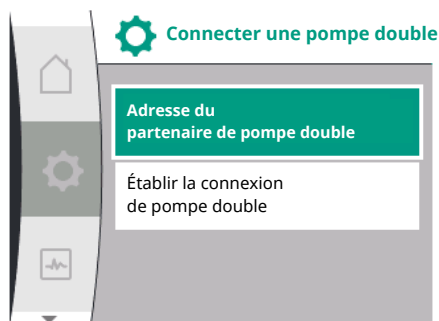 Connecter une pompe double
Adresse du
partenaire de pompe double
Établir la connexion
de pompe double